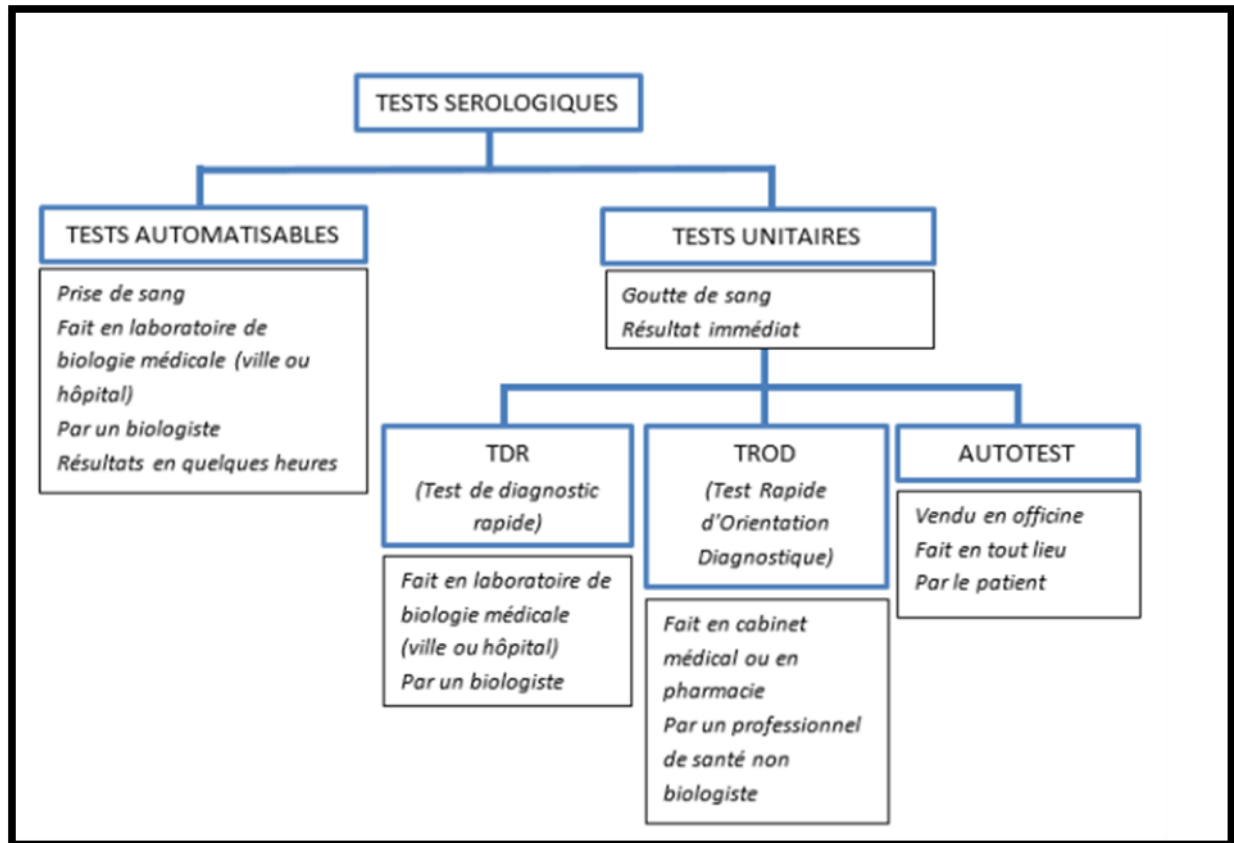 TESTS SEROLOGIQUES
TESTS AUTOMATISABLES
Prise de sang
Fait en laboratoire de
biologie médicale (ville ou
hôpital)
Par un biologiste
Résultats en quelques heures
TESTS UNITAIRES
Goutte de sang
Résultat immédiat
TDR
(Test de diagnostic
rapide)
Fait en laboratoire de
biologie médicale
(ville ou hôpital)
Par un biologiste
TROD
(Test Rapide
d'Orientation
Diagnostique)
Fait en cabinet
médical ou en
pharmacie
Par un professionnel
de santé non
biologiste
AUTOTEST
Vendu en officine
Fait en tout lieu
Par le patient